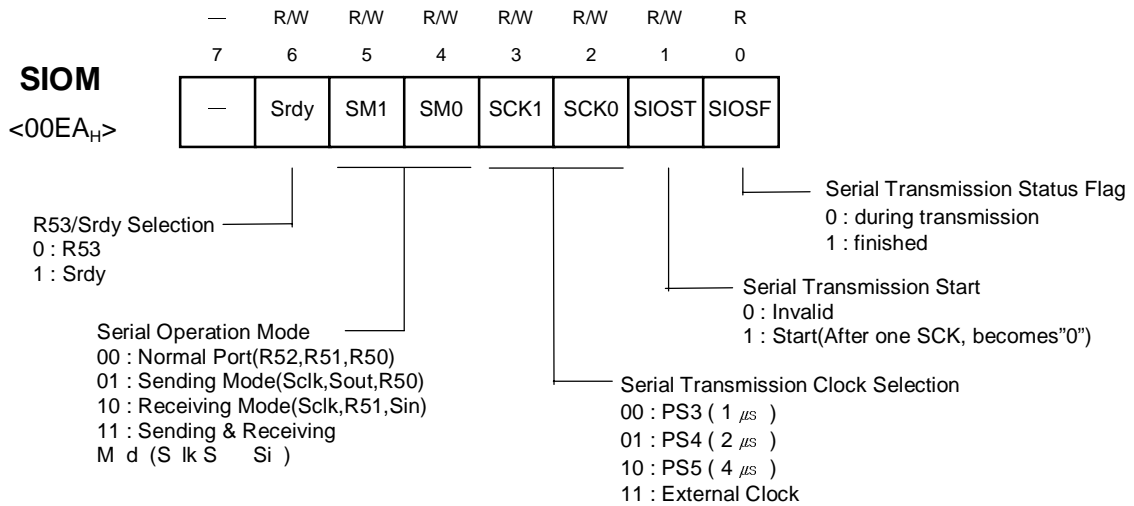 — R/W R/W R/W R/W R/W R/W R
7 6 5 4 3 2 1 0
SIOM
<00EAH>
— Srdy SM1 SM0 SCK1 SCK0 SIOST SIOSF
Serial Transmission Status Flag
0 : during transmission
1 : finished
R53/Srdy Selection
0 : R53
1 : Srdy
Serial Transmission Start
0 : Invalid
1 : Start(After one SCK, becomes"0")
Serial Operation Mode
00 : Normal Port(R52,R51,R50)
01 : Sending Mode(Sclk,Sout,R50)
10 : Receiving Mode(Sclk,R51,Sin)
11 : Sending & Receiving
M d (S lk S Si )
Serial Transmission Clock Selection
00 : PS3 ( 1 ㎲ )
01 : PS4 ( 2 ㎲ )
10 : PS5 ( 4 ㎲ )
11 : External Clock